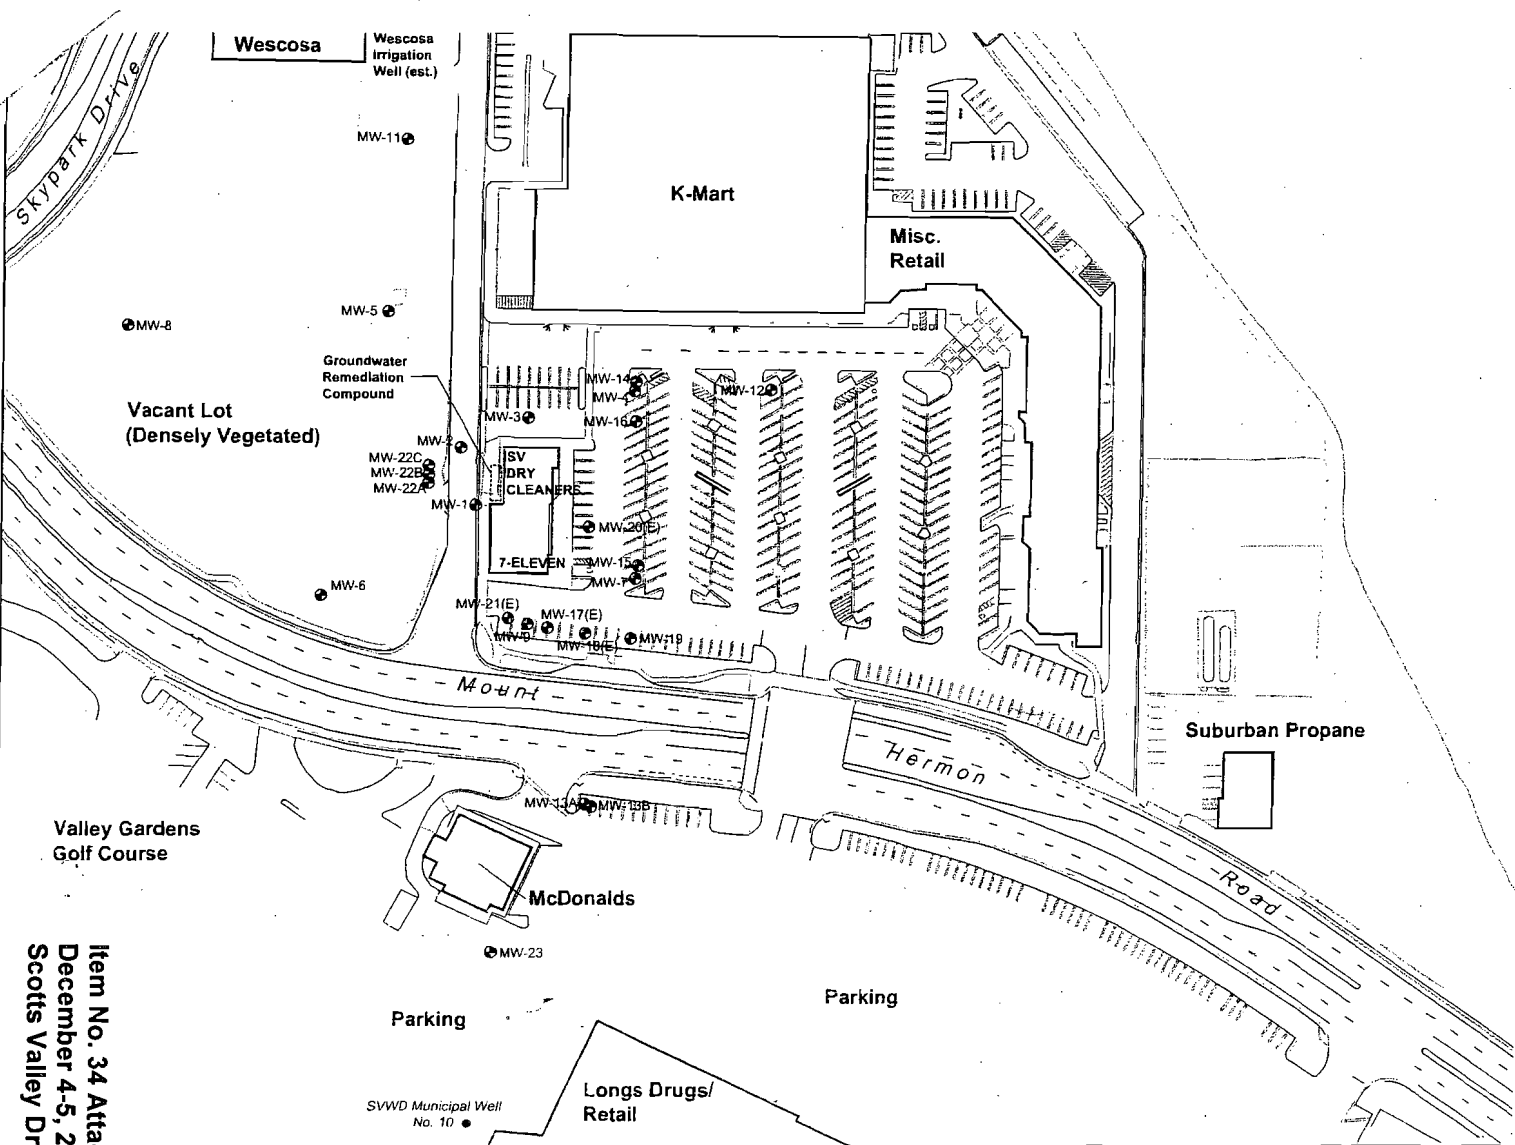 Wescosa
Wescosa
Irrigation
Well (est.)
Skypark Drive
MW-11
K-Mart
Misc.
Retail
MW-5
MW-8
Groundwater
Remediation
Compound
MW-14
MW-4
MW-12
MW-3
MW-16
Vacant Lot
(Densely Vegetated)
MW-2
MW-22C
MW-22B
MW-22A
SV
DRY
CLEANERS
MW-1
MW-20(E)
7-ELEVEN
MW-15
MW-7
MW-6
MW-21(E)
MW-17(E)
MW-9
MW-18(E)
MW-19
Mount
Hermon
Road
Suburban Propane
MW-13A
MW-13B
Valley Gardens
Golf Course
McDonalds
MW-23
Parking
Parking
Longs Drugs/
Retail
SVWD Municipal Well
No. 10
Item No. 34 Atta
December 4-5, 2
Scotts Valley Dr